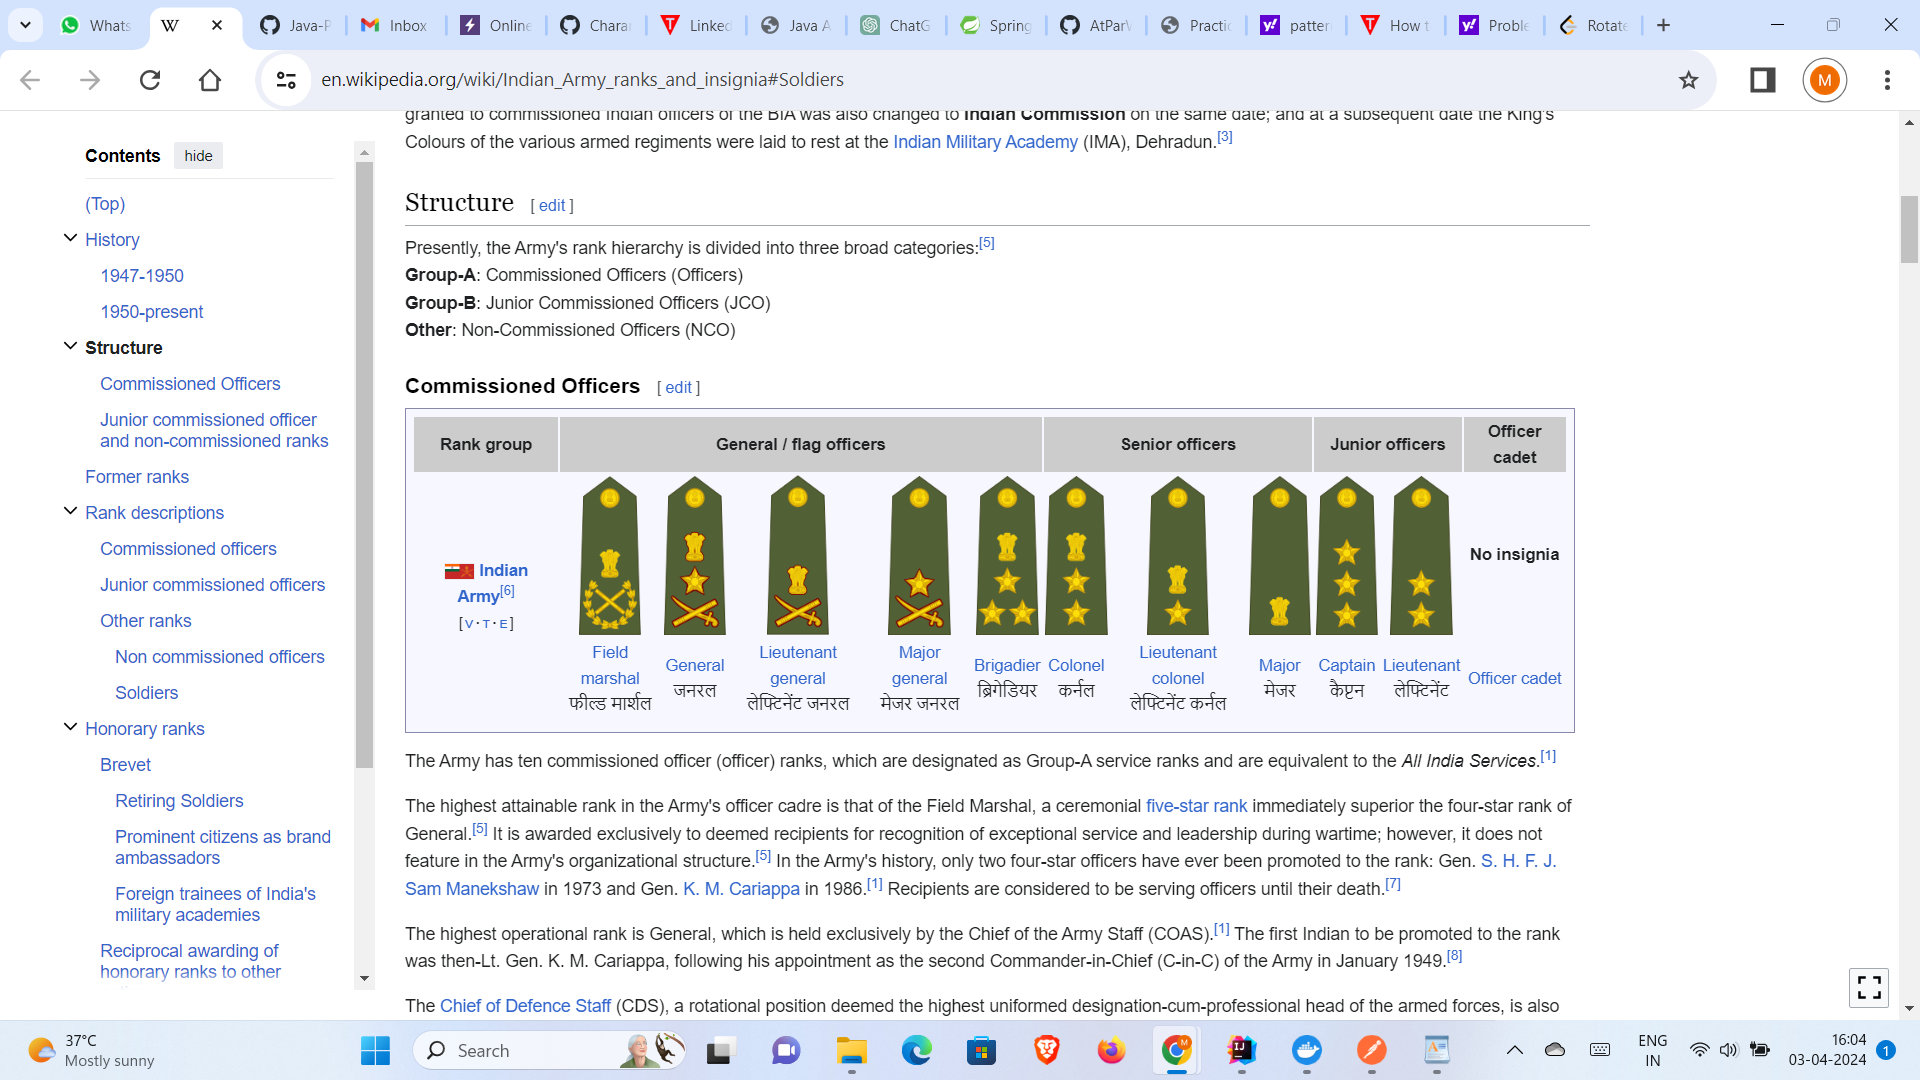 Whats
W
Java-P
Inbox
Online
Charan
Linked
Java A
ChatG
Spring
AtParV
Practic
patter
How t
Proble
Rotate
en.wikipedia.org/wiki/Indian_Army_ranks_and_insignia#Soldiers
M
Contents hide
(Top)
History
1947-1950
1950-present
Structure
Commissioned Officers
Junior commissioned officer
and non-commissioned ranks
Former ranks
Rank descriptions
Commissioned officers
Junior commissioned officers
Other ranks
Non commissioned officers
Soldiers
Honorary ranks
Brevet
Retiring Soldiers
Prominent citizens as brand
ambassadors
Foreign trainees of India's
military academies
Reciprocal awarding of
honorary ranks to other
granted to commissioned Indian officers of the BIA was also changed to Indian Commission on the same date; and at a subsequent date the King's
Colours of the various armed regiments were laid to rest at the Indian Military Academy (IMA), Dehradun.[3]
Structure [ edit ]
Presently, the Army's rank hierarchy is divided into three broad categories:[5]
Group-A: Commissioned Officers (Officers)
Group-B: Junior Commissioned Officers (JCO)
Other: Non-Commissioned Officers (NCO)
Commissioned Officers [ edit ]
Rank group
General / flag officers
Senior officers
Junior officers
Officer
cadet
Indian
Army[6]
[V · T · E]
Field
marshal
फील्ड मार्शल
General
जनरल
Lieutenant
general
लेफ्टिनेंट जनरल
Major
general
मेजर जनरल
Brigadier
ब्रिगेडियर
Colonel
कर्नल
Lieutenant
colonel
लेफ्टिनेंट कर्नल
Major
मेजर
Captain
कैप्टन
Lieutenant
लेफ्टिनेंट
No insignia
Officer cadet
The Army has ten commissioned officer (officer) ranks, which are designated as Group-A service ranks and are equivalent to the All India Services.[1]
The highest attainable rank in the Army's officer cadre is that of the Field Marshal, a ceremonial five-star rank immediately superior the four-star rank of
General.[5] It is awarded exclusively to deemed recipients for recognition of exceptional service and leadership during wartime; however, it does not
feature in the Army's organizational structure.[5] In the Army's history, only two four-star officers have ever been promoted to the rank: Gen. S. H. F. J.
Sam Manekshaw in 1973 and Gen. K. M. Cariappa in 1986.[1] Recipients are considered to be serving officers until their death.[7]
The highest operational rank is General, which is held exclusively by the Chief of the Army Staff (COAS).[1] The first Indian to be promoted to the rank
was then-Lt. Gen. K. M. Cariappa, following his appointment as the second Commander-in-Chief (C-in-C) of the Army in January 1949.[8]
The Chief of Defence Staff (CDS), a rotational position deemed the highest uniformed designation-cum-professional head of the armed forces, is also
37°C
Mostly sunny
Search
ENG
IN
16:04
03-04-2024
1